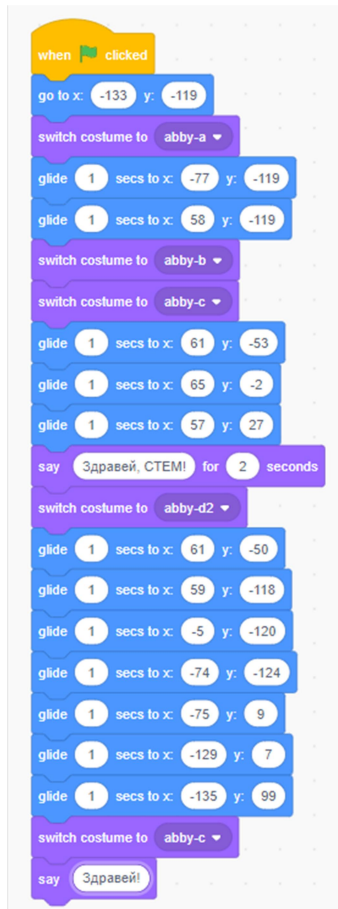 when clicked
go to x: -133 y: -119
switch costume to abby-a
glide 1 secs to x: -77 y: -119
glide 1 secs to x: 58 y: -119
switch costume to abby-b
switch costume to abby-c
glide 1 secs to x: 61 y: -53
glide 1 secs to x: 65 y: -2
glide 1 secs to x: 57 y: 27
say Здравей, СТЕМ! for 2 seconds
switch costume to abby-d2
glide 1 secs to x: 61 y: -50
glide 1 secs to x: 59 y: -118
glide 1 secs to x: -5 y: -120
glide 1 secs to x: -74 y: -124
glide 1 secs to x: -75 y: 9
glide 1 secs to x: -129 y: 7
glide 1 secs to x: -135 y: 99
switch costume to abby-c
say Здравей!